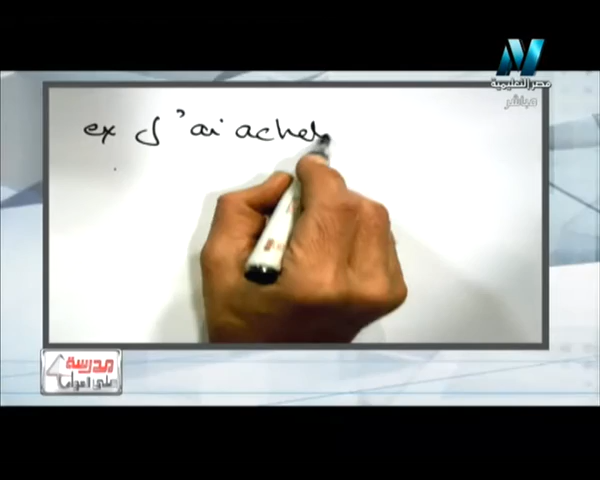 مصر التعليمية
مباشر
ex J'ai achet
مدرسة
على الهواء